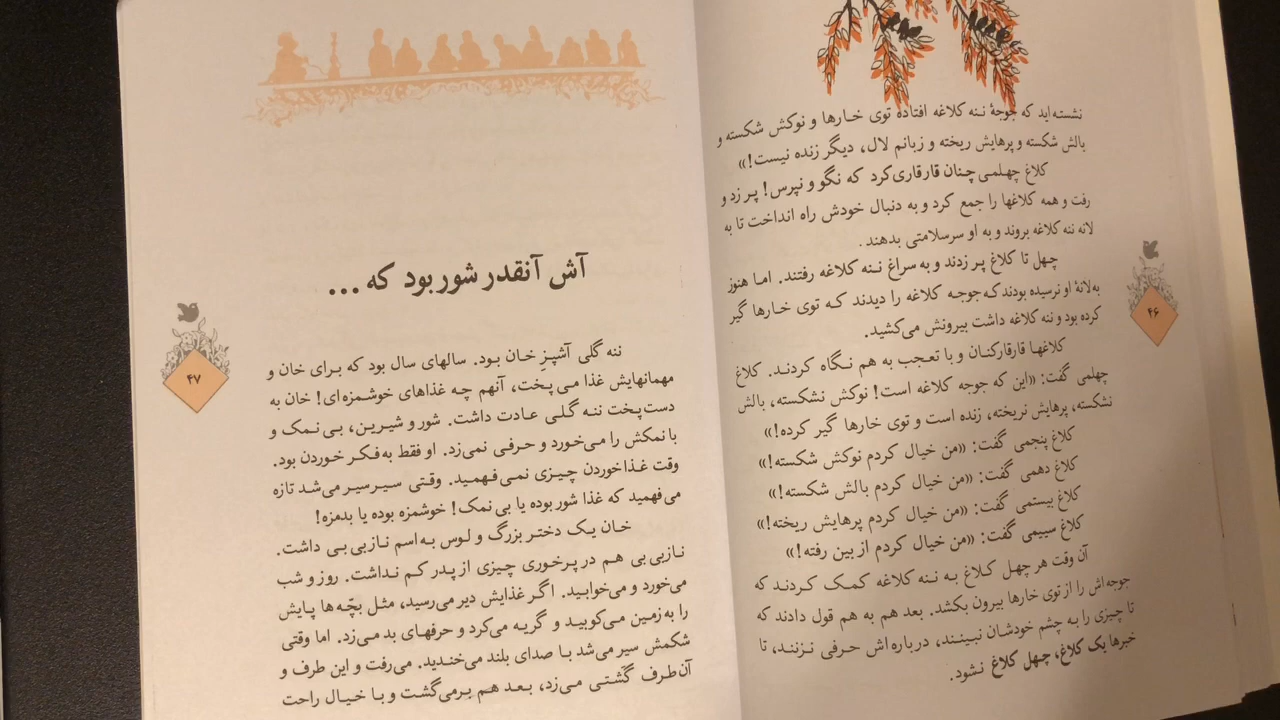 نشسته‌اید که جوجهٔ ننه کلاغه افتاده توی خارها و نوکش شکسته و
بالش شکسته و پرهایش ریخته و زبانم لال، دیگر زنده نیست!»
کلاغ چهلمی چنان قارقاری کرد که نگو و نپرس! پر زد و
رفت و همه کلاغها را جمع کرد و به دنبال خودش راه انداخت تا به
لانه ننه کلاغه بروند و به او سرسلامتی بدهند.
چهل تا کلاغ پر زدند و به سراغ ننه کلاغه رفتند. اما هنوز
به لانهٔ او نرسیده بودند که جوجه کلاغه را دیدند که توی خارها گیر
کرده بود و ننه کلاغه داشت بیرونش می‌کشید.
کلاغها قارقارکنان و با تعجب به هم نگاه کردند. کلاغ
چهلمی گفت: «این که جوجه کلاغه است! نوکش نشکسته، بالش
نشکسته، پرهایش نریخته، زنده است و توی خارها گیر کرده!»
کلاغ پنجمی گفت: «من خیال کردم نوکش شکسته!»
کلاغ دهمی گفت: «من خیال کردم بالش شکسته!»
کلاغ بیستمی گفت: «من خیال کردم پرهایش ریخته!»
کلاغ سییمی گفت: «من خیال کردم از بین رفته!»
آن وقت هر چهل کلاغ به ننه کلاغه کمک کردند که
جوجه‌اش را از توی خارها بیرون بکشد. بعد هم به هم قول دادند که
تا چیزی را به چشم خودشان نبینند، درباره‌اش حرفی نزنند، تا
خبرها یک کلاغ، چهل کلاغ نشود.
۴۶
آش آنقدر شور بود که ...
ننه گلی آشپزِ خان بود. سالهای سال بود که برای خان و
مهمانهایش غذا می‌پخت، آنهم چه غذاهای خوشمزه‌ای! خان به
دست‌پخت ننه گلی عادت داشت. شور و شیرین، بی‌نمک و
با نمکش را می‌خورد و حرفی نمی‌زد. او فقط به فکر خوردن بود.
وقت غذا خوردن چیزی نمی‌فهمید. وقتی سیرسیر می‌شد تازه
می‌فهمید که غذا شور بوده یا بی‌نمک! خوشمزه بوده یا بدمزه!
خان یک دختر بزرگ و لوس به اسم نازبی‌بی داشت.
نازبی‌بی هم در پرخوری چیزی از پدر کم نداشت. روز و شب
می‌خورد و می‌خوابید. اگر غذایش دیر می‌رسید، مثل بچّه‌ها پایش
را به زمین می‌کوبید و گریه می‌کرد و حرفهای بد می‌زد. اما وقتی
شکمش سیر می‌شد با صدای بلند می‌خندید. می‌رفت و این طرف و
آن طرف گَشتی می‌زد، بعد هم برمی‌گشت و با خیال راحت
۴۷